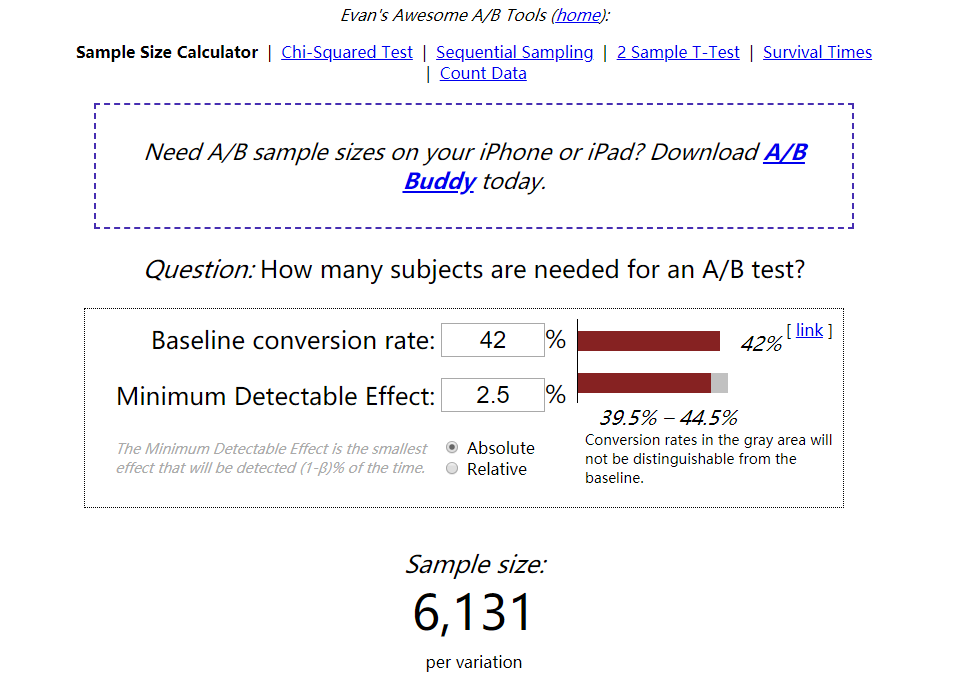 Evan's Awesome A/B Tools (home):
Sample Size Calculator | Chi-Squared Test | Sequential Sampling | 2 Sample T-Test | Survival Times
| Count Data
Need A/B sample sizes on your iPhone or iPad? Download A/B
Buddy today.
Question: How many subjects are needed for an A/B test?
Baseline conversion rate: 42 %
42% [ link ]
Minimum Detectable Effect: 2.5 %
39.5% – 44.5%
The Minimum Detectable Effect is the smallest
effect that will be detected (1-β)% of the time.
Absolute
Relative
Conversion rates in the gray area will
not be distinguishable from the
baseline.
Sample size:
6,131
per variation